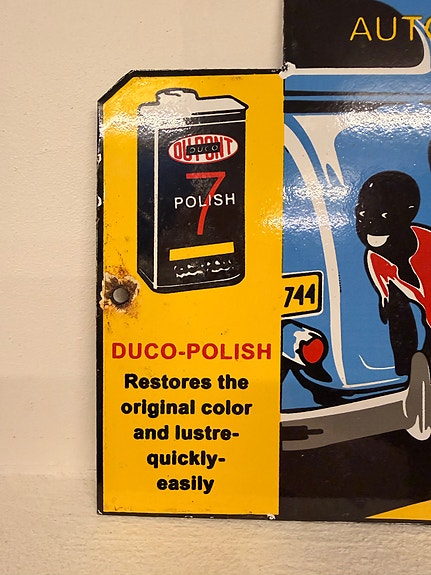 AUTO
DUPONT
DUCO
7
POLISH
744
DUCO-POLISH
Restores the
original color
and lustre-
quickly-
easily